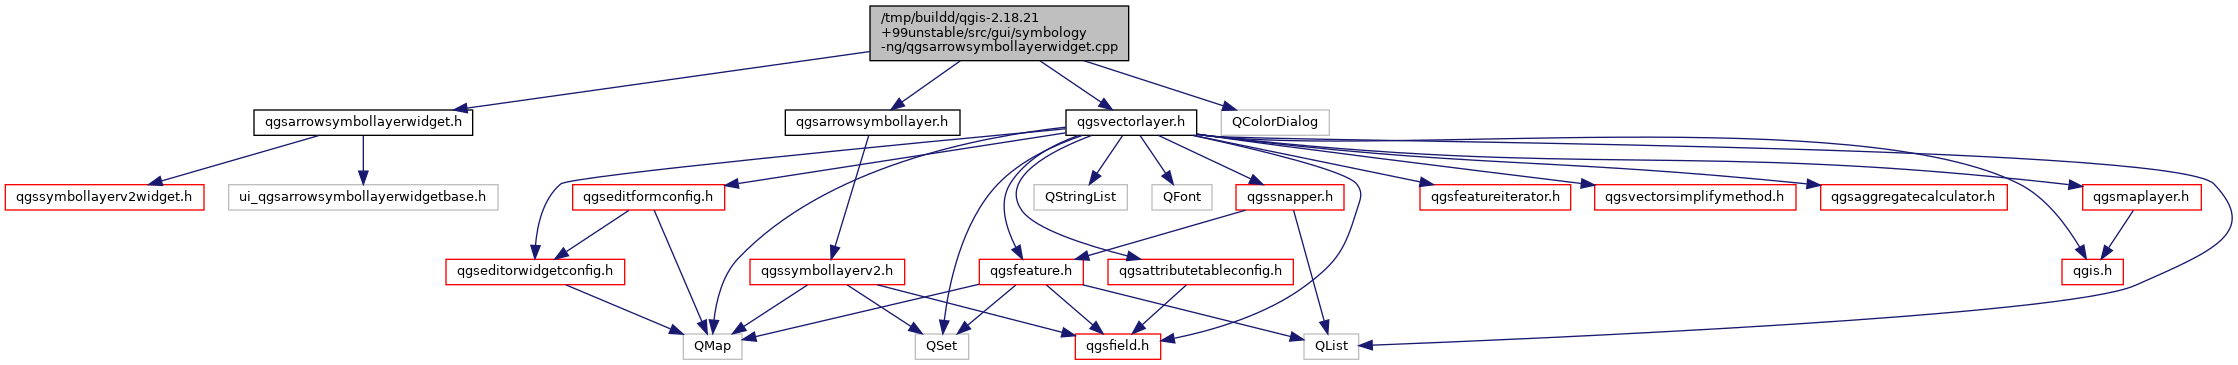 /tmp/buildd/qgis-2.18.21
+99unstable/src/gui/symbology
-ng/qgsarrowsymbollayerwidget.cpp
qgsarrowsymbollayerwidget.h
qgsarrowsymbollayer.h
qgsvectorlayer.h
QColorDialog
qgssymbollayerv2widget.h
ui_qgsarrowsymbollayerwidgetbase.h
qgseditformconfig.h
QStringList
QFont
qgssnapper.h
qgsfeatureiterator.h
qgsvectorsimplifymethod.h
qgsaggregatecalculator.h
qgsmaplayer.h
qgseditorwidgetconfig.h
qgssymbollayerv2.h
qgsfeature.h
qgsattributetableconfig.h
qgis.h
QMap
QSet
qgsfield.h
QList